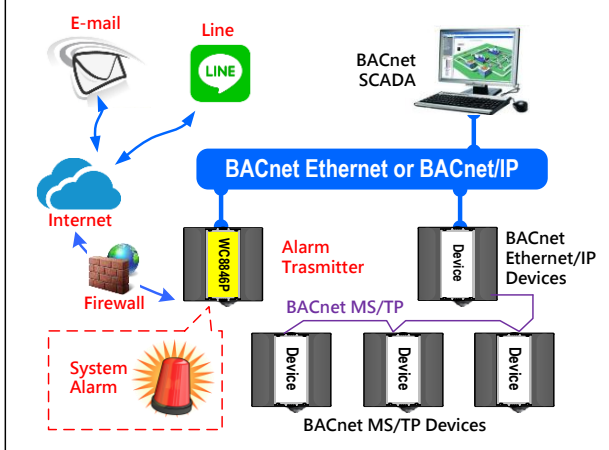 E-mail
Line
LINE
BACnet
SCADA
BACnet Ethernet or BACnet/IP
Internet
WC8846P
Alarm
Trasmitter
Device
BACnet
Ethernet/IP
Devices
Firewall
BACnet MS/TP
System
Alarm
Device
Device
Device
BACnet MS/TP Devices